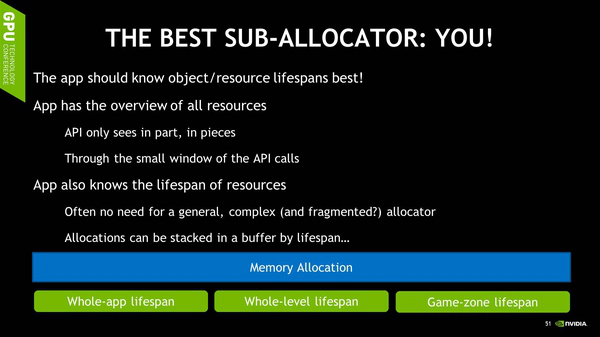 GPU TECHNOLOGY
CONFERENCE
THE BEST SUB-ALLOCATOR: YOU!
The app should know object/resource lifespans best!
App has the overview of all resources
API only sees in part, in pieces
Through the small window of the API calls
App also knows the lifespan of resources
Often no need for a general, complex (and fragmented?) allocator
Allocations can be stacked in a buffer by lifespan…
Memory Allocation
Whole-app lifespan
Whole-level lifespan
Game-zone lifespan
51
NVIDIA.